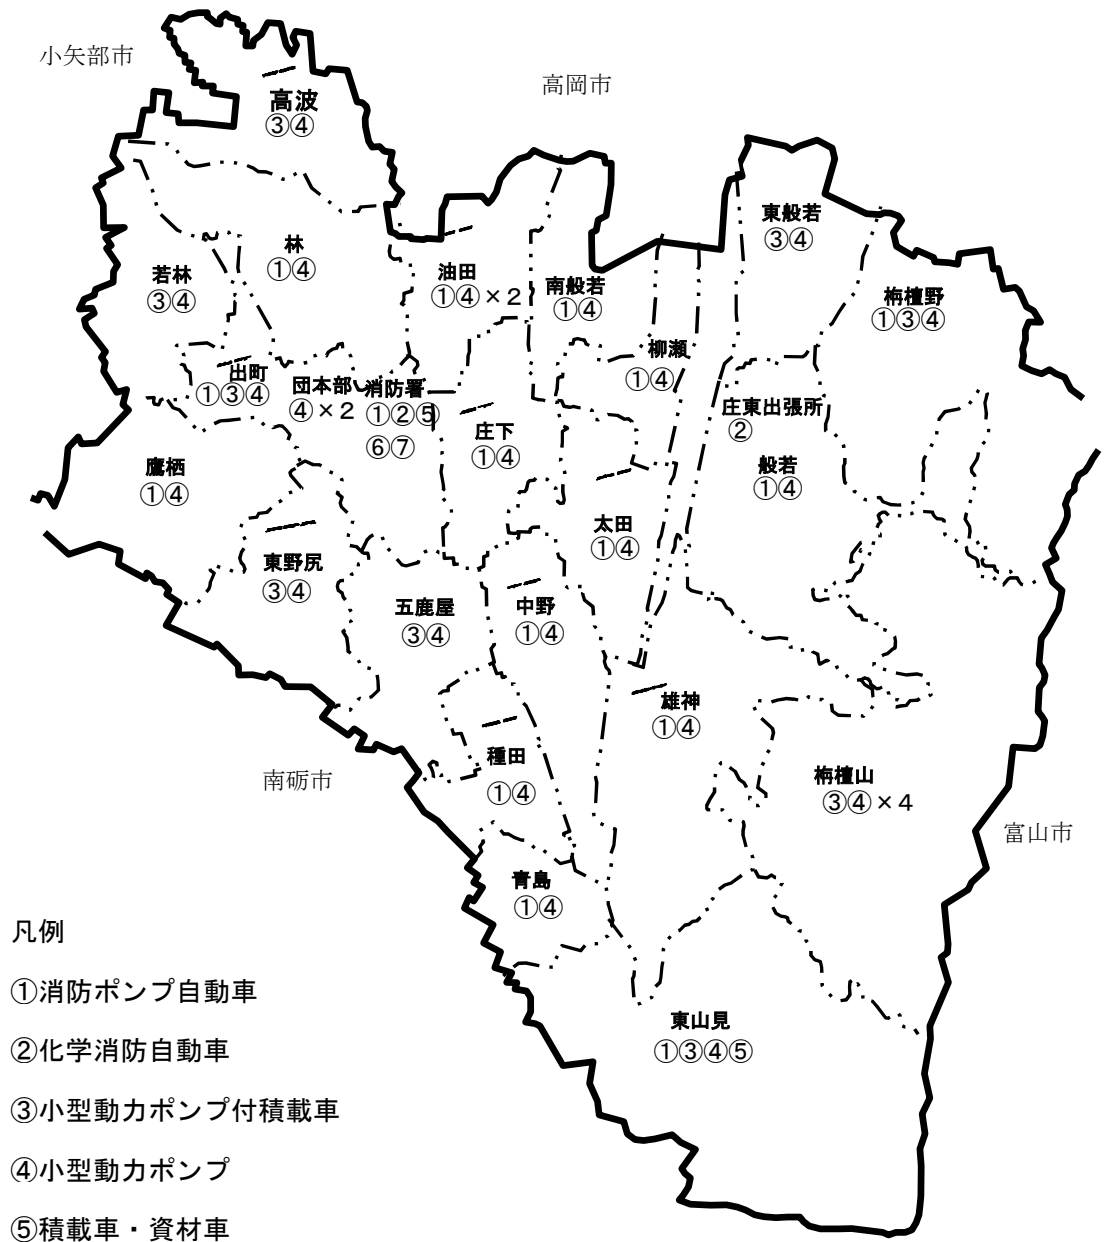 小矢部市
高岡市
高波
③④
東般若
③④
林
①④
若林
③④
油田
①④×２
南般若
①④
栴檀野
①③④
柳瀬
①④
出町
①③④
団本部
④×２
消防署
①②⑤
⑥⑦
庄下
①④
庄東出張所
②
般若
①④
鷹栖
①④
太田
①④
東野尻
③④
五鹿屋
③④
中野
①④
雄神
①④
種田
①④
南砺市
栴檀山
③④×４
富山市
青島
①④
東山見
①③④⑤
凡例
①消防ポンプ自動車
②化学消防自動車
③小型動力ポンプ付積載車
④小型動力ポンプ
⑤積載車・資材車